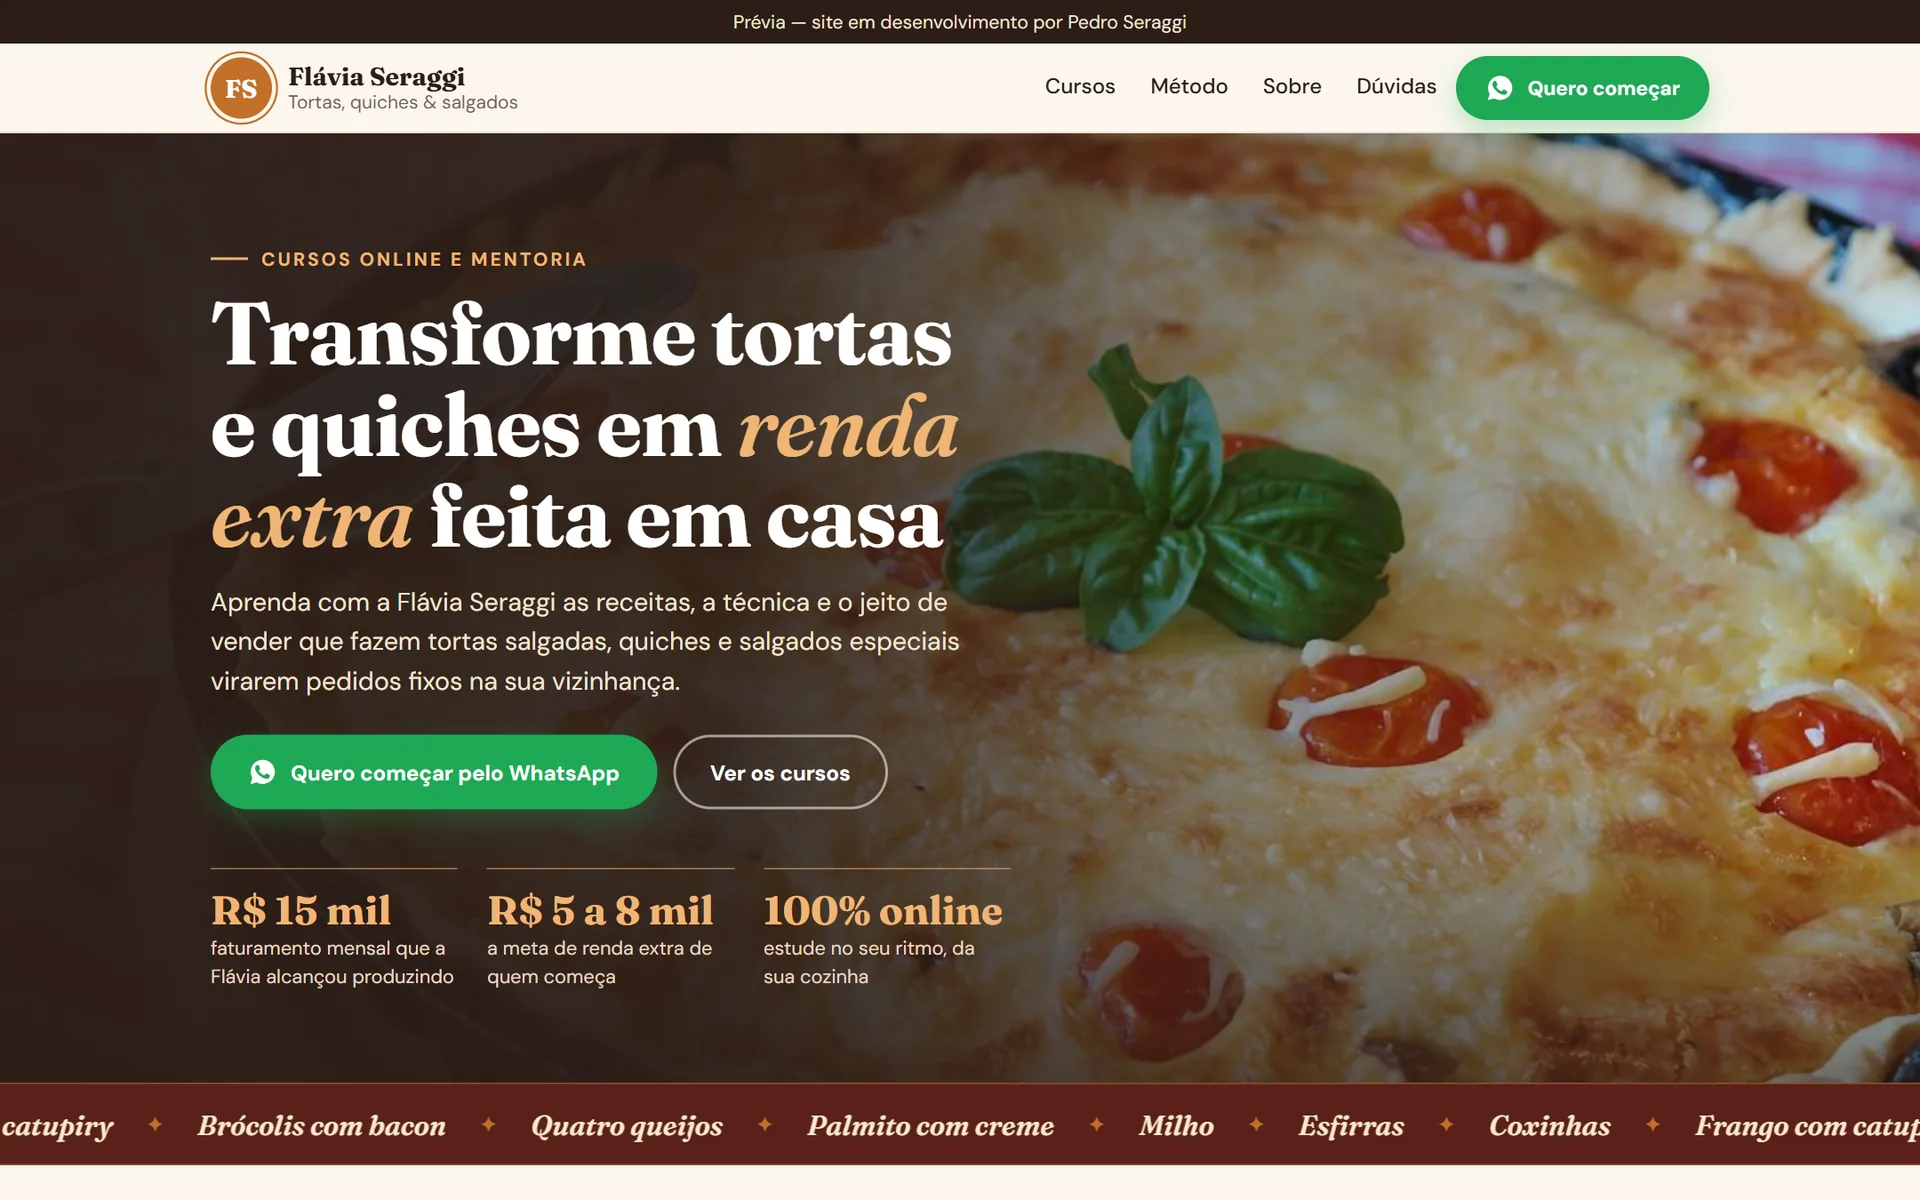 Prévia — site em desenvolvimento por Pedro Seraggi
FS
Flávia Seraggi
Tortas, quiches & salgados
Cursos
Método
Sobre
Dúvidas
Quero começar
CURSOS ONLINE E MENTORIA
Transforme tortas
e quiches em renda
extra feita em casa
Aprenda com a Flávia Seraggi as receitas, a técnica e o jeito de
vender que fazem tortas salgadas, quiches e salgados especiais
virarem pedidos fixos na sua vizinhança.
Quero começar pelo WhatsApp
Ver os cursos
R$ 15 mil
faturamento mensal que a
Flávia alcançou produzindo
R$ 5 a 8 mil
a meta de renda extra de
quem começa
100% online
estude no seu ritmo, da
sua cozinha
catupiry ✦ Brócolis com bacon ✦ Quatro queijos ✦ Palmito com creme ✦ Milho ✦ Esfirras ✦ Coxinhas ✦ Frango com catup